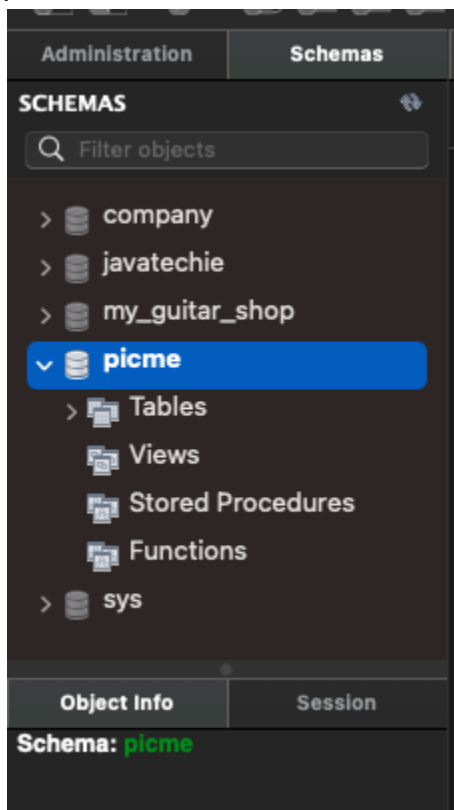 Administration Schemas
SCHEMAS
Filter objects
company
javatechie
my_guitar_shop
picme
Tables
Views
Stored Procedures
Functions
sys
Object Info Session
Schema: picme